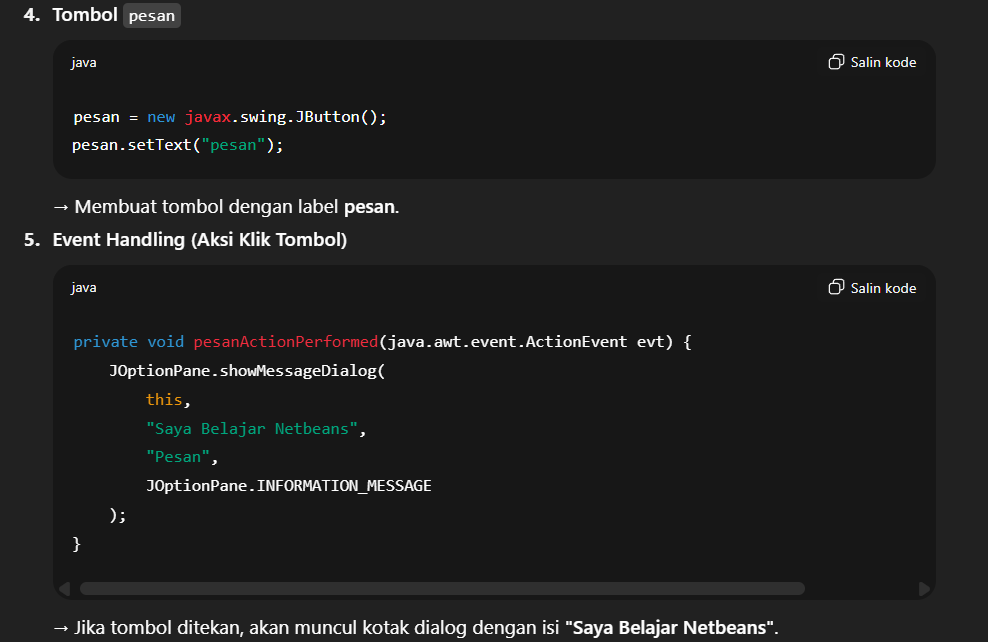 4. Tombol pesan
java
Salin kode
pesan = new javax.swing.JButton();
pesan.setText("pesan");
→ Membuat tombol dengan label pesan.
5. Event Handling (Aksi Klik Tombol)
java
Salin kode
private void pesanActionPerformed(java.awt.event.ActionEvent evt) {
    JOptionPane.showMessageDialog(
        this,
        "Saya Belajar Netbeans",
        "Pesan",
        JOptionPane.INFORMATION_MESSAGE
    );
}
→ Jika tombol ditekan, akan muncul kotak dialog dengan isi "Saya Belajar Netbeans".